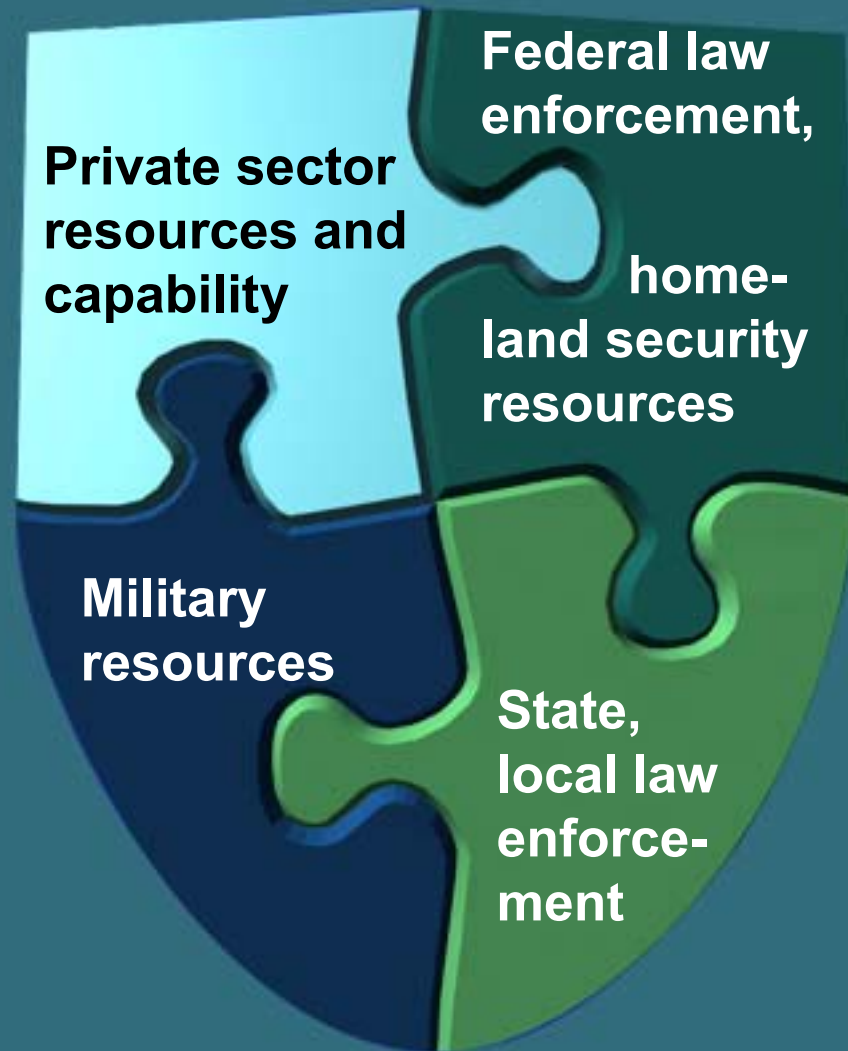 Private sector
resources and
capability
Federal law
enforcement,
home-
land security
resources
Military
resources
State,
local law
enforce-
ment